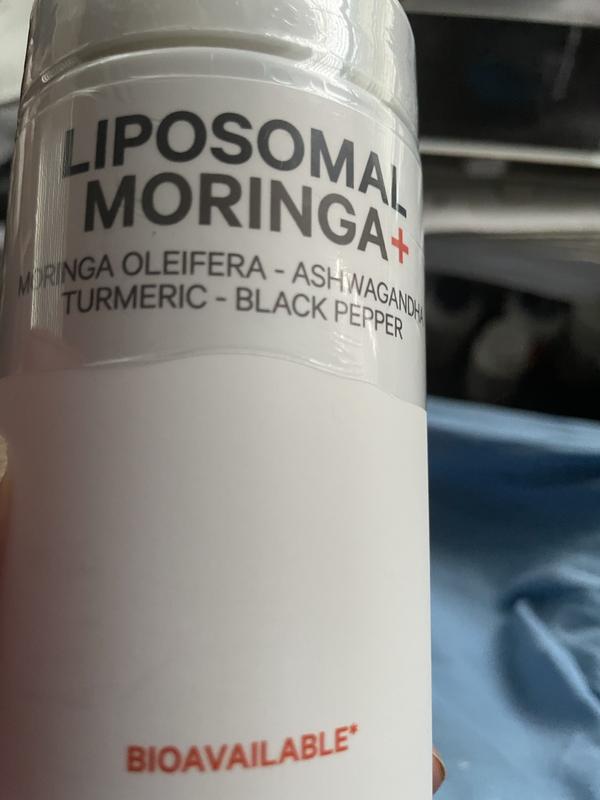 LIPOSOMAL
MORINGA+
MORINGA OLEIFERA - ASHWAGANDHA
TURMERIC - BLACK PEPPER
BIOAVAILABLE*